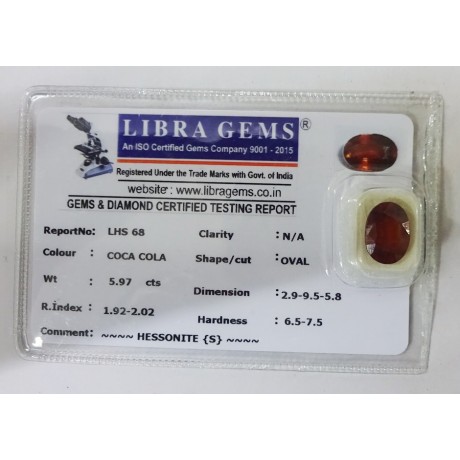 LIBRA GEMS®
An ISO Certified Gems Company 9001 - 2015
Registered Under the Trade Marks with Govt. of India
website : www.libragems.co.in
GEMS & DIAMOND CERTIFIED TESTING REPORT
ReportNo: LHS 68 Clarity : N/A
Colour : COCA COLA Shape/cut : OVAL
Wt : 5.97 cts
Dimension : 2.9-9.5-5.8
R.İndex : 1.92-2.02
Hardness : 6.5-7.5
Comment: ~~~~ HESSONITE {S} ~~~~